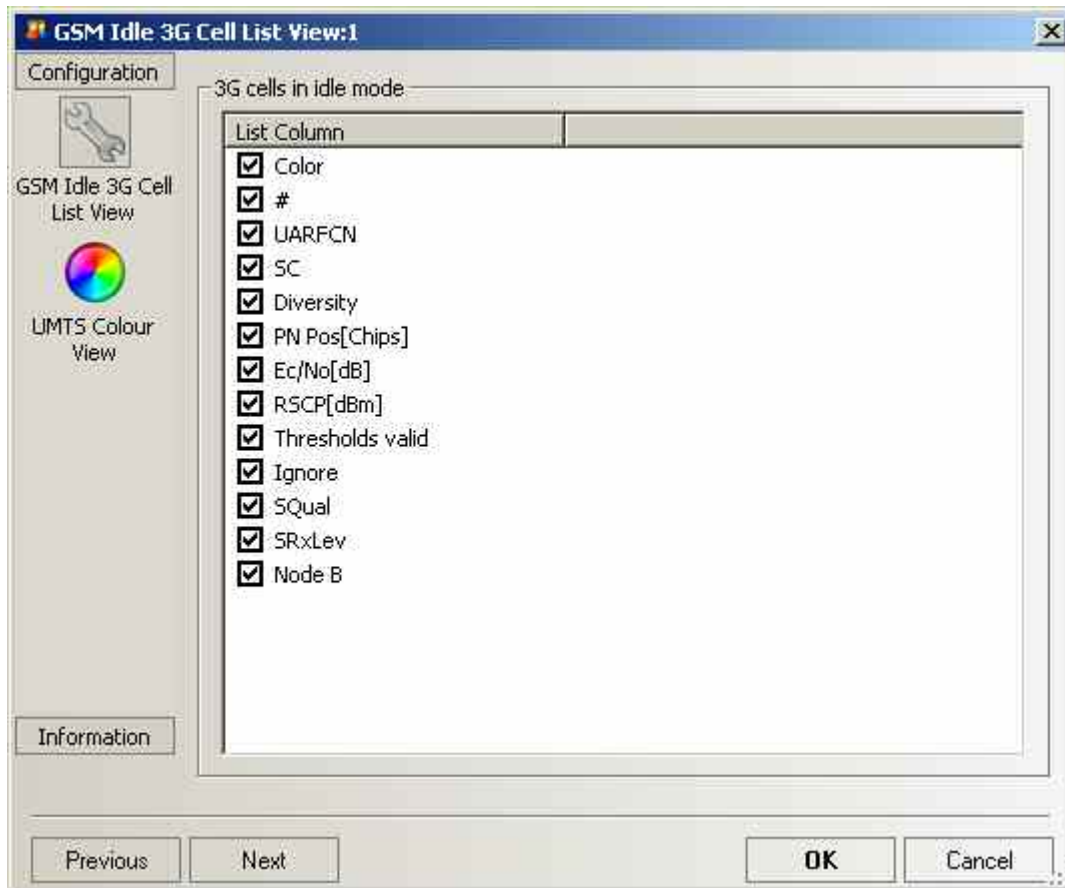 GSM Idle 3G Cell List View:1
Configuration
GSM Idle 3G Cell
List View
UMTS Colour
View
Information
3G cells in idle mode
List Column
Color
#
UARFCN
SC
Diversity
PN Pos[Chips]
Ec/No[dB]
RSCP[dBm]
Thresholds valid
Ignore
SQual
SRxLev
Node B
Previous
Next
OK
Cancel